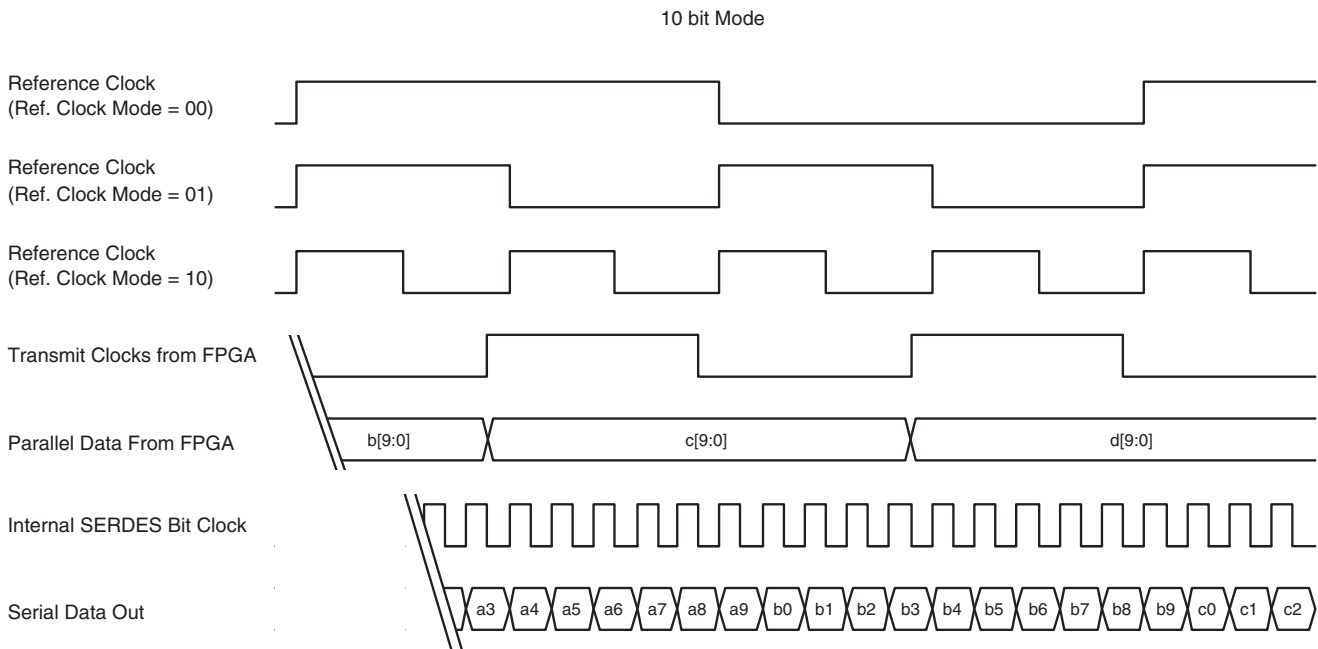 10 bit Mode
Reference Clock
(Ref. Clock Mode = 00)
Reference Clock
(Ref. Clock Mode = 01)
Reference Clock
(Ref. Clock Mode = 10)
Transmit Clocks from FPGA
Parallel Data From FPGA
b[9:0]
c[9:0]
d[9:0]
Internal SERDES Bit Clock
Serial Data Out
a3 a4 a5 a6 a7 a8 a9 b0 b1 b2 b3 b4 b5 b6 b7 b8 b9 c0 c1 c2